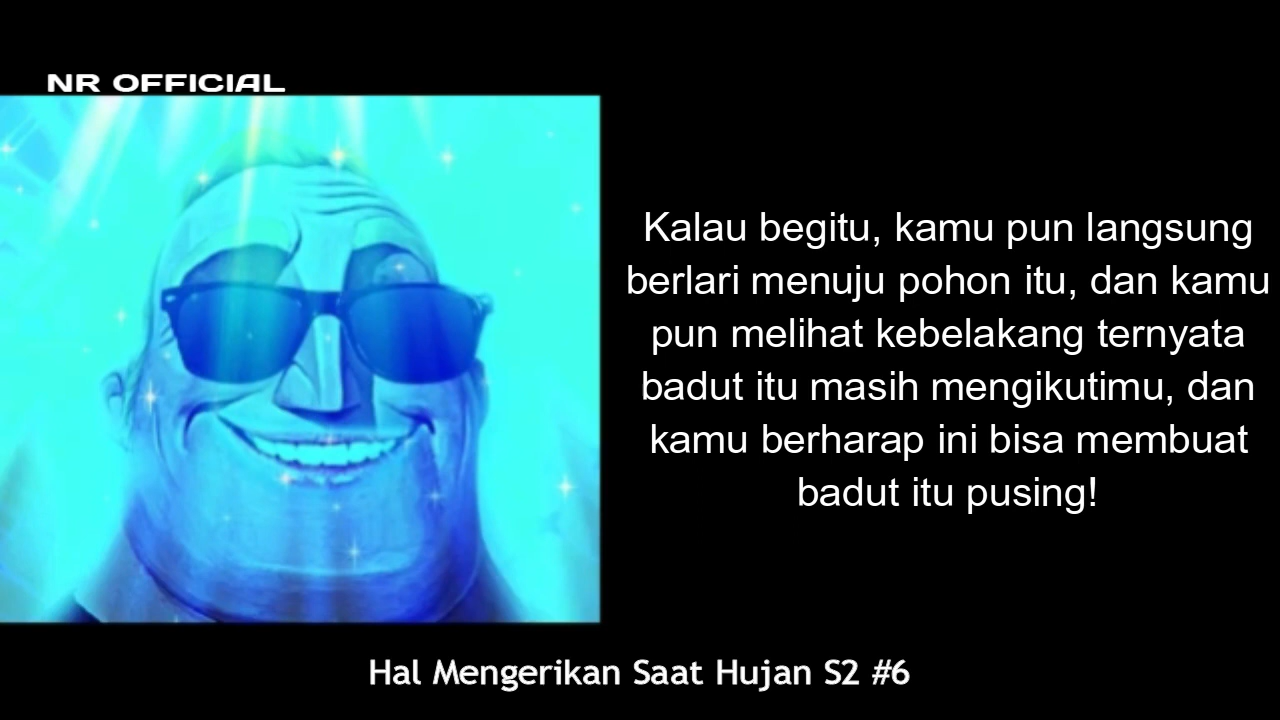 NR OFFICIAL
Kalau begitu, kamu pun langsung
berlari menuju pohon itu, dan kamu
pun melihat kebelakang ternyata
badut itu masih mengikutimu, dan
kamu berharap ini bisa membuat
badut itu pusing!
Hal Mengerikan Saat Hujan S2 #6